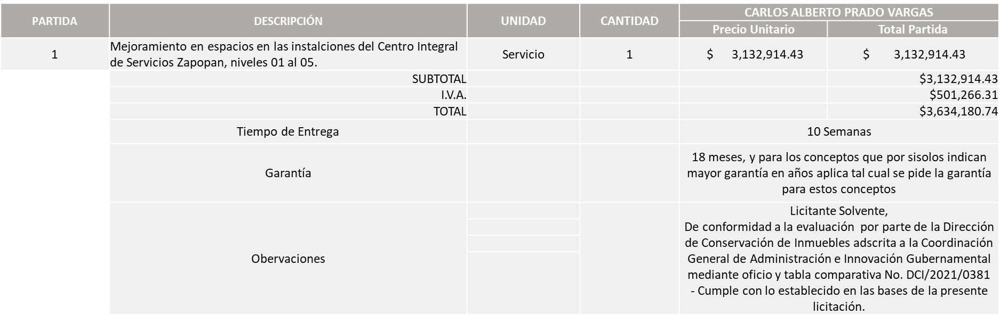 PARTIDA DESCRIPCIÓN UNIDAD CANTIDAD CARLOS ALBERTO PRADO VARGAS
Precio Unitario Total Partida
1 Mejoramiento en espacios en las instalciones del Centro Integral
de Servicios Zapopan, niveles 01 al 05. Servicio 1 $ 3,132,914.43 $ 3,132,914.43
SUBTOTAL $3,132,914.43
I.V.A. $501,266.31
TOTAL $3,634,180.74
Tiempo de Entrega 10 Semanas
Garantía
18 meses, y para los conceptos que por sisolos indican
mayor garantía en años aplica tal cual se pide la garantía
para estos conceptos
Obervaciones
Licitante Solvente,
De conformidad a la evaluación por parte de la Dirección
de Conservación de Inmuebles adscrita a la Coordinación
General de Administración e Innovación Gubernamental
mediante oficio y tabla comparativa No. DCI/2021/0381
- Cumple con lo establecido en las bases de la presente
licitación.